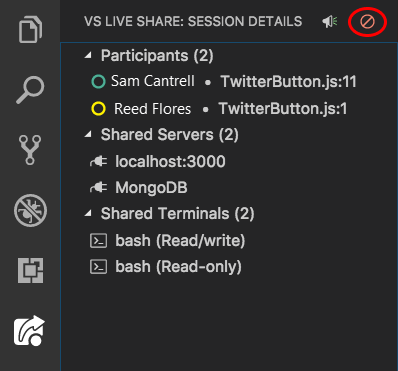 VS LIVE SHARE: SESSION DETAILS
Participants (2)
Sam Cantrell • TwitterButton.js:11
Reed Flores • TwitterButton.js:1
Shared Servers (2)
localhost:3000
MongoDB
Shared Terminals (2)
bash (Read/write)
bash (Read-only)